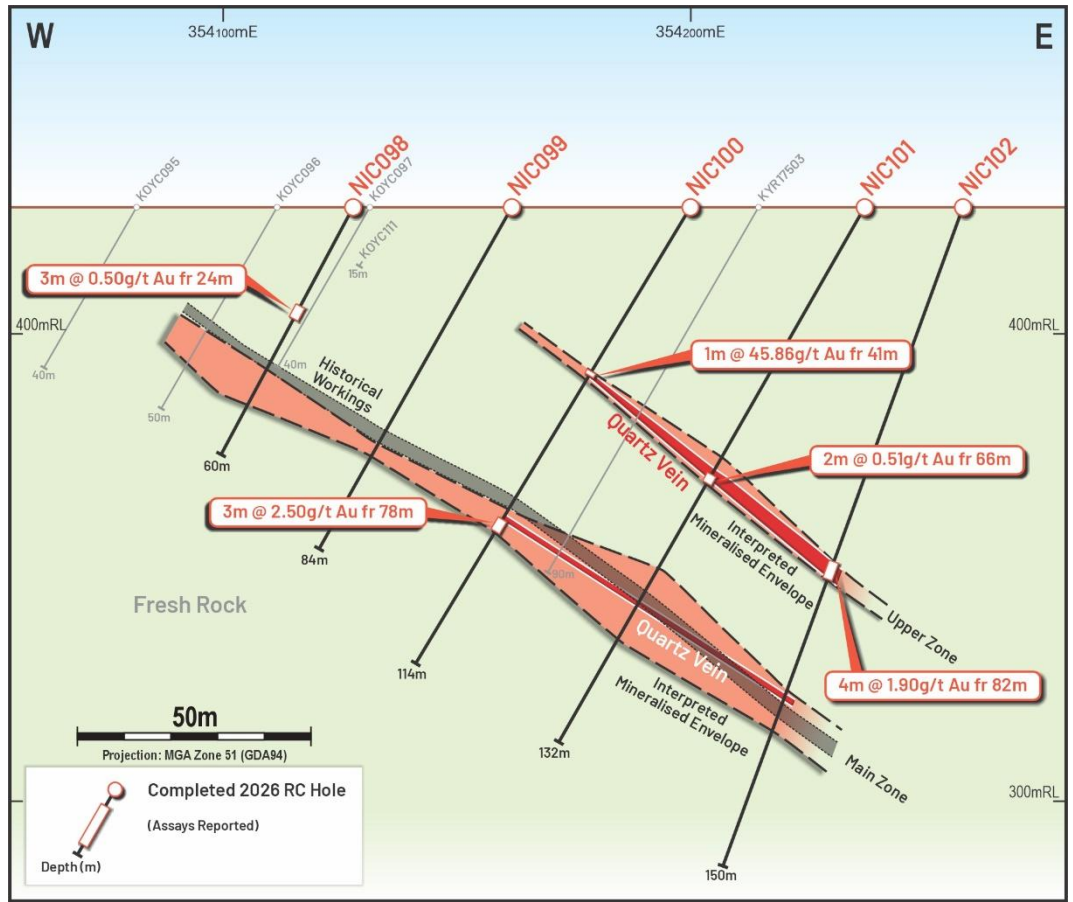 W
354100mE
354200mE
E
KOYC095
KOYC096
NIC098
KOYC097
KOYC111
NIC099
NIC100
KYR17503
NIC101
NIC102
15m
3m @ 0.50g/t Au fr 24m
400mRL
400mRL
40m
40m
50m
60m
Historical
Workings
1m @ 45.86g/t Au fr 41m
Quartz Vein
2m @ 0.51g/t Au fr 66m
3m @ 2.50g/t Au fr 78m
Interpreted
Mineralised Envelope
84m
90m
Fresh Rock
Upper Zone
Quartz Vein
114m
4m @ 1.90g/t Au fr 82m
Interpreted
Mineralised Envelope
132m
Main Zone
50m
Projection: MGA Zone 51 (GDA94)
300mRL
Completed 2026 RC Hole
(Assays Reported)
Depth (m)
150m